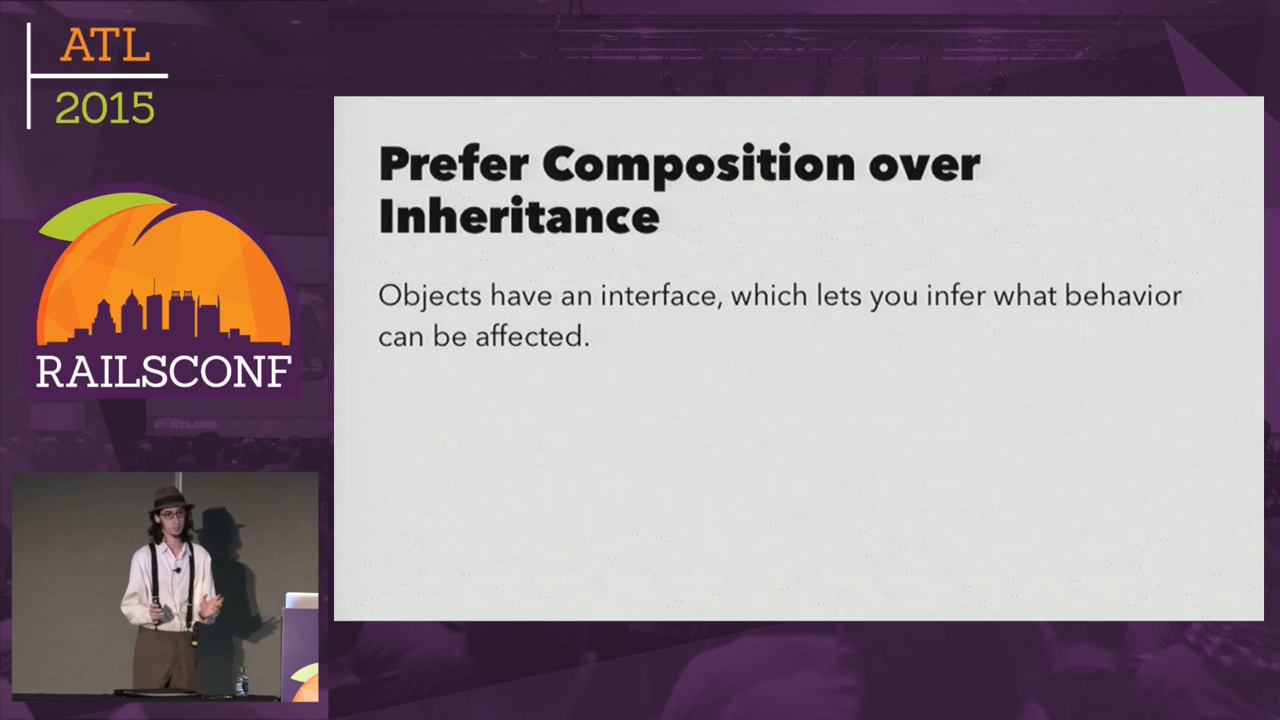 ATL
2015
RAILSCONF
Prefer Composition over
Inheritance
Objects have an interface, which lets you infer what behavior
can be affected.
PORTLAND